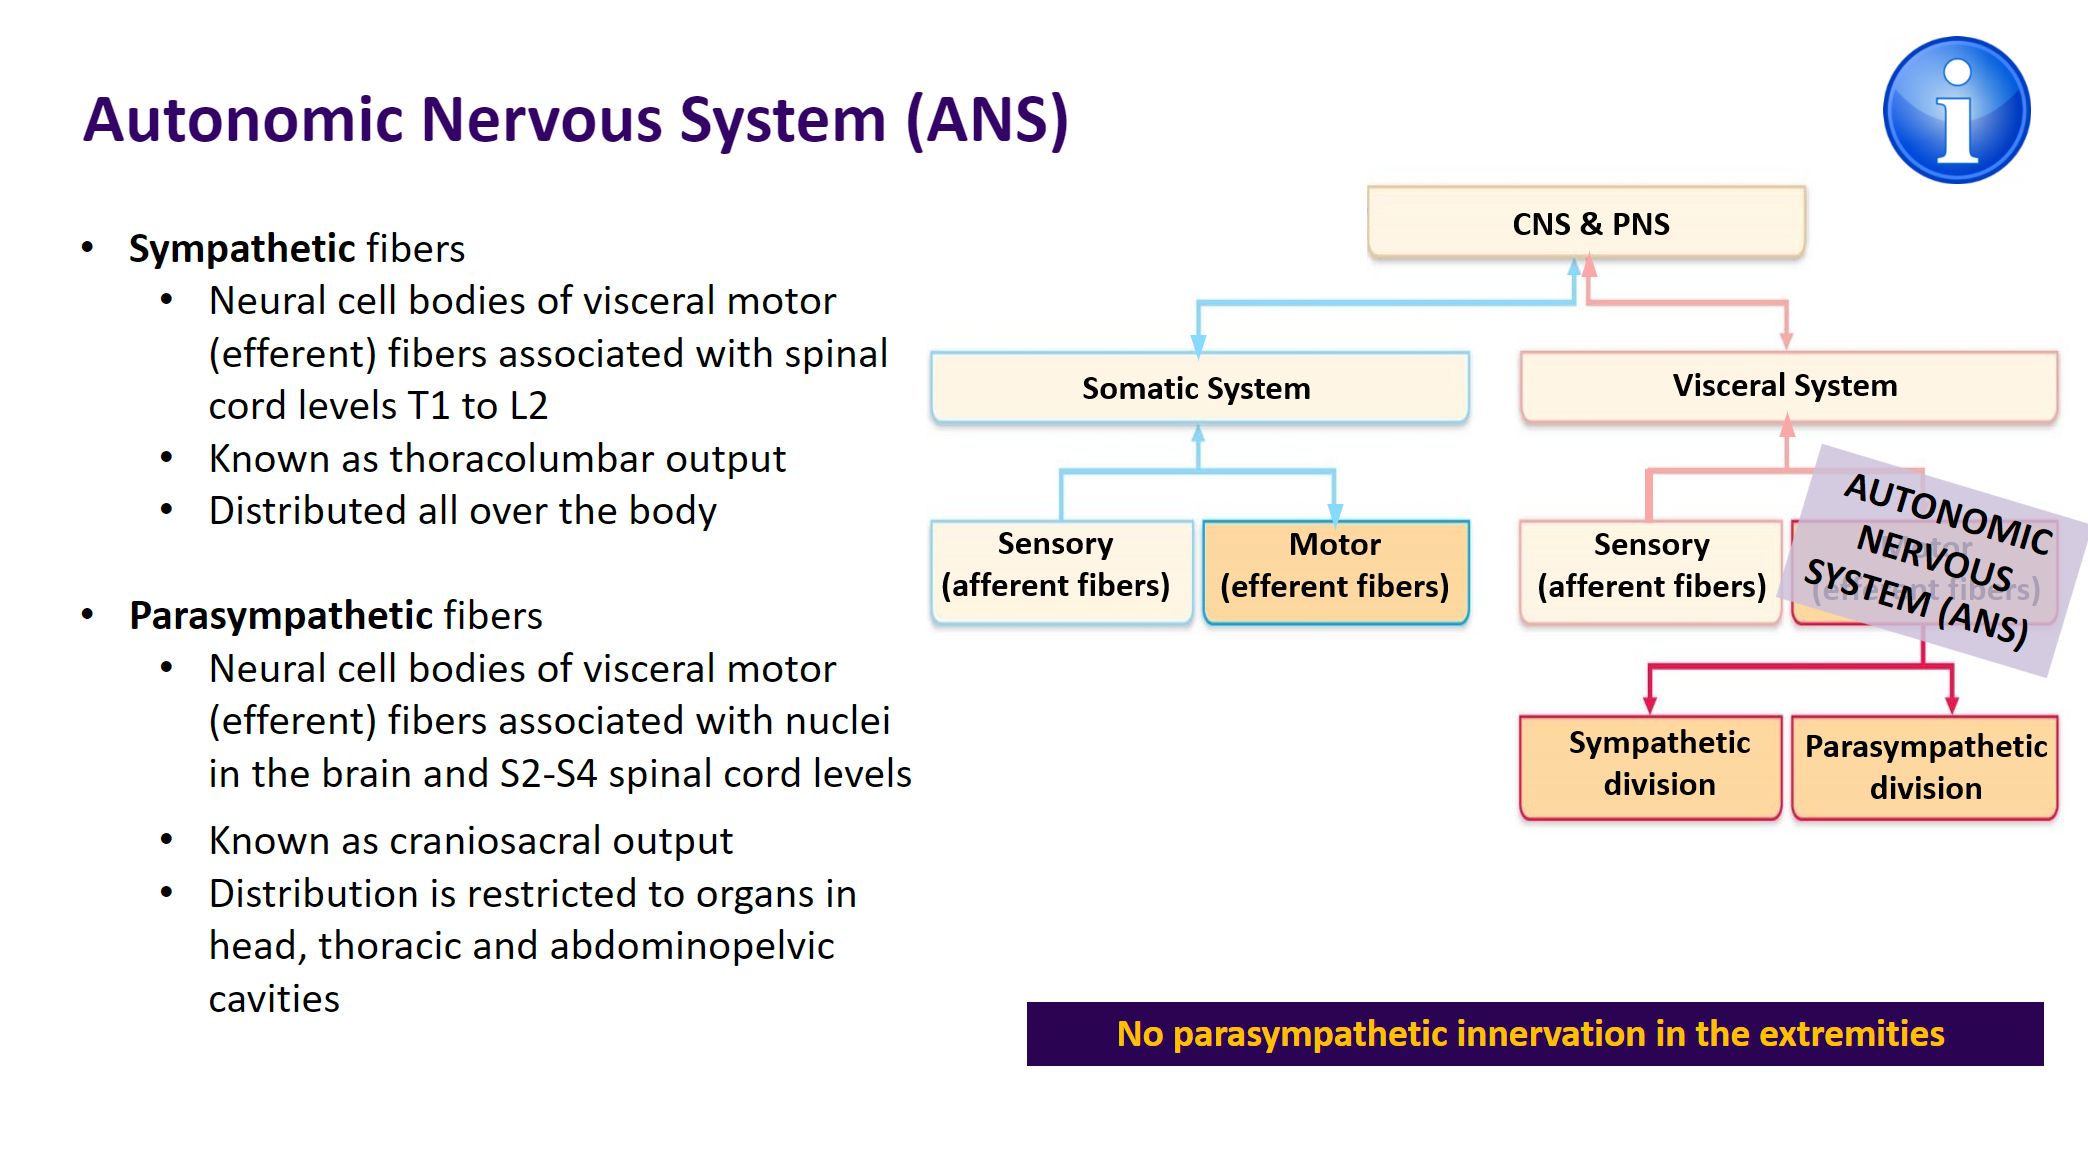 Autonomic Nervous System (ANS)
• Sympathetic fibers
• Neural cell bodies of visceral motor
(efferent) fibers associated with spinal
cord levels T1 to L2
• Known as thoracolumbar output
• Distributed all over the body
• Parasympathetic fibers
• Neural cell bodies of visceral motor
(efferent) fibers associated with nuclei
in the brain and S2-S4 spinal cord levels
• Known as craniosacral output
• Distribution is restricted to organs in
head, thoracic and abdominopelvic
cavities
CNS & PNS
Somatic System
Visceral System
Sensory
(afferent fibers)
Motor
(efferent fibers)
Sensory
(afferent fibers)
Motor
(efferent fibers)
AUTONOMIC
NERVOUS
SYSTEM (ANS)
Sympathetic
division
Parasympathetic
division
No parasympathetic innervation in the extremities